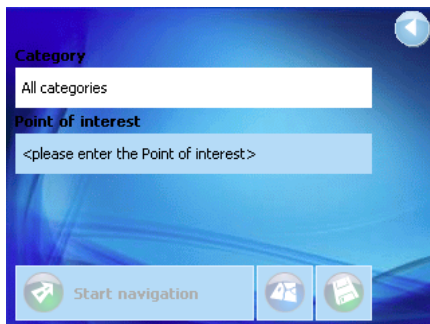 Category
All categories
Point of interest
<please enter the Point of interest>
Start navigation